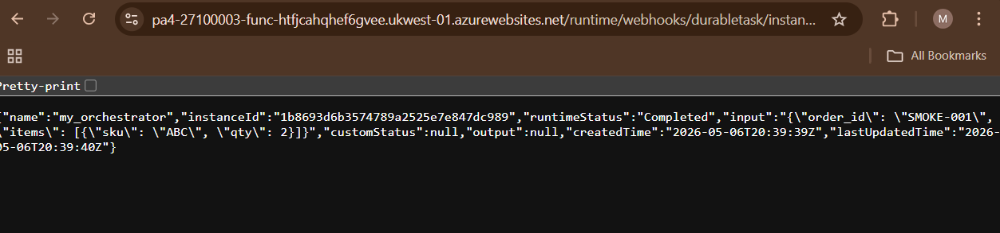 pa4-27100003-func-htfjcahqhef6gvee.ukwest-01.azurewebsites.net/runtime/webhooks/durabletask/instan...
M
All Bookmarks
Pretty-print
{"name":"my_orchestrator","instanceId":"1b8693d6b3574789a2525e7e847dc989","runtimeStatus":"Completed","input":"{\"order_id\": \"SMOKE-001\",
\"items\": [{\"sku\": \"ABC\", \"qty\": 2}]}","customStatus":null,"output":null,"createdTime":"2026-05-06T20:39:39Z","lastUpdatedTime":"2026-
05-06T20:39:40Z"}